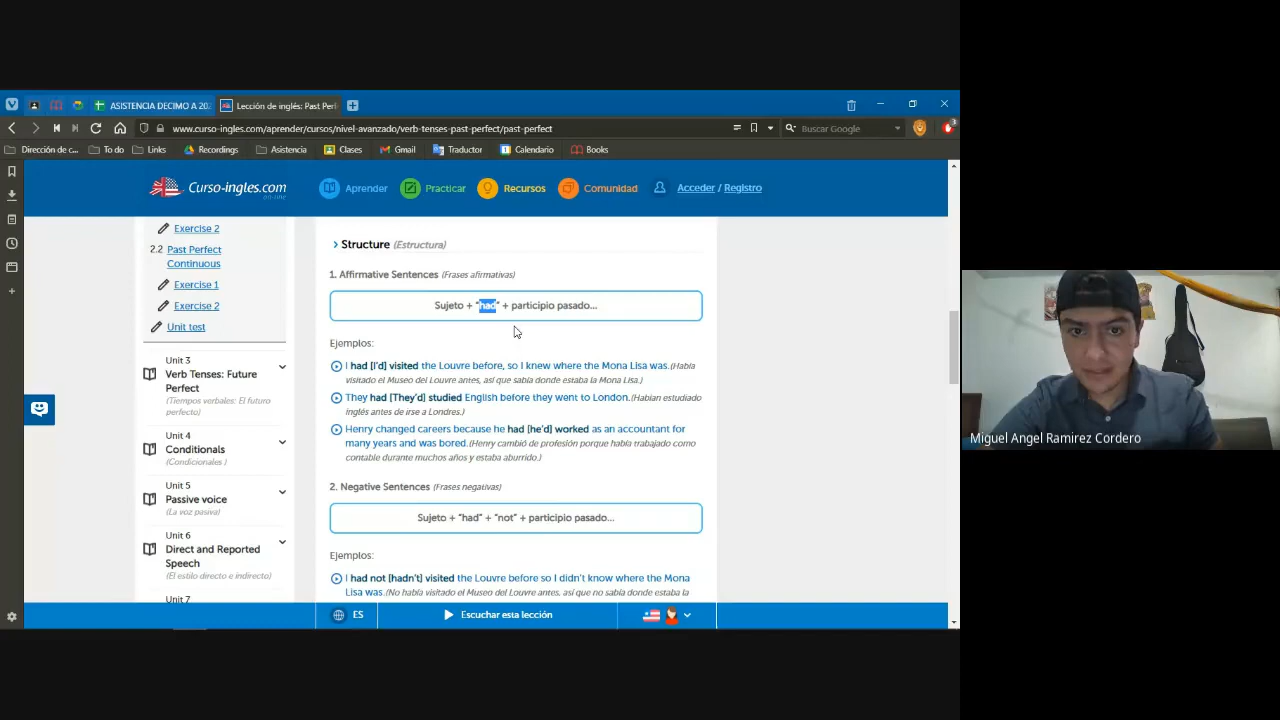 ASISTENCIA DECIMO A 202
Lección de inglés: Past Perf
www.curso-ingles.com/aprender/cursos/nivel-avanzado/verb-tenses-past-perfect/past-perfect
Buscar Google
3
Dirección de c...
To do
Links
Recordings
Asistencia
Clases
Gmail
Traductor
Calendario
Books
Curso-ingles.com
on-line
Aprender
Practicar
Recursos
Comunidad
Acceder / Registro
Exercise 2
2.2 Past Perfect
Continuous
Exercise 1
Exercise 2
Unit test
Unit 3
Verb Tenses: Future
Perfect
(Tiempos verbales: El futuro
perfecto)
Unit 4
Conditionals
(Condicionales )
Unit 5
Passive voice
(La voz pasiva)
Unit 6
Direct and Reported
Speech
(El estilo directo e indirecto)
Unit 7
Structure (Estructura)
1. Affirmative Sentences (Frases afirmativas)
Sujeto + “had” + participio pasado...
Ejemplos:
I had [I’d] visited the Louvre before, so I knew where the Mona Lisa was.(Había
visitado el Museo del Louvre antes, así que sabía donde estaba la Mona Lisa.)
They had [They’d] studied English before they went to London.(Habían estudiado
inglés antes de irse a Londres.)
Henry changed careers because he had [he’d] worked as an accountant for
many years and was bored.(Henry cambió de profesión porque había trabajado como
contable durante muchos años y estaba aburrido.)
2. Negative Sentences (Frases negativas)
Sujeto + “had” + “not” + participio pasado...
Ejemplos:
I had not [hadn’t] visited the Louvre before so I didn’t know where the Mona
Lisa was.(No había visitado el Museo del Louvre antes, así que no sabía donde estaba la
ES
Escuchar esta lección
Miguel Angel Ramirez Cordero